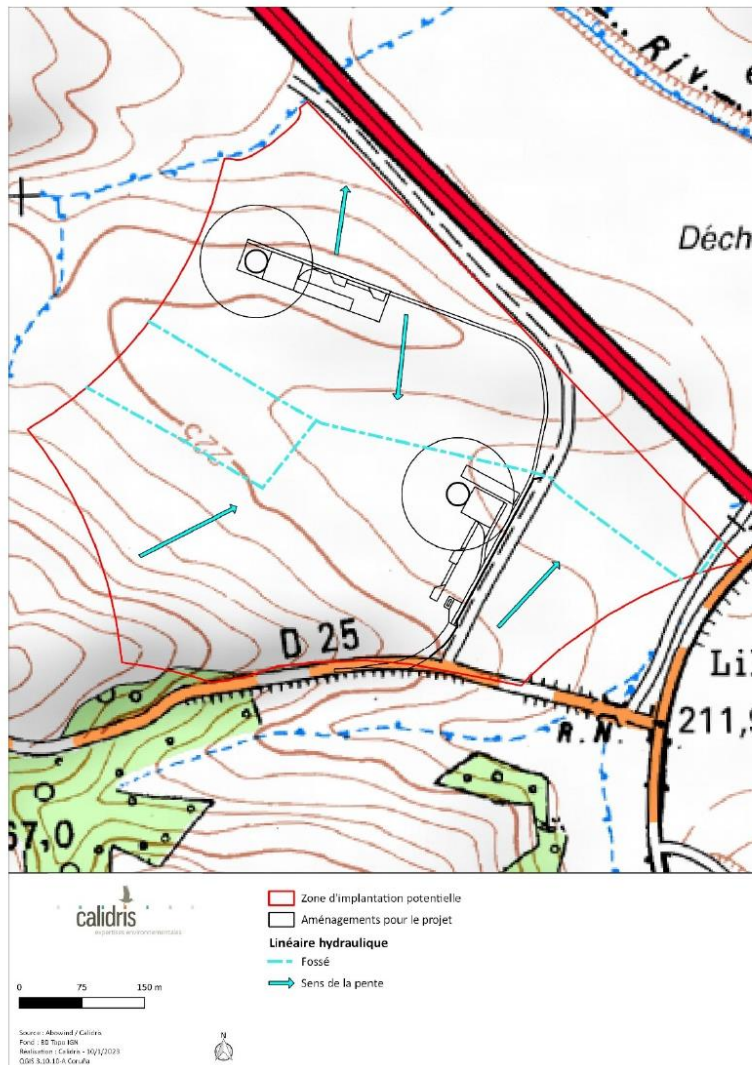 Riv.
Déch
225
D 25
Li
211,9
R.N.
67,0
calidris
expertises environnementales
Zone d'implantation potentielle
Aménagements pour le projet
Linéaire hydraulique
Fossé
Sens de la pente
0 75 150 m
Source : Abowind / Calidris
Fond : BD Topo IGN
Réalisation : Calidris - 30/1/2023
QGIS 3.10.10-A Coruña
N